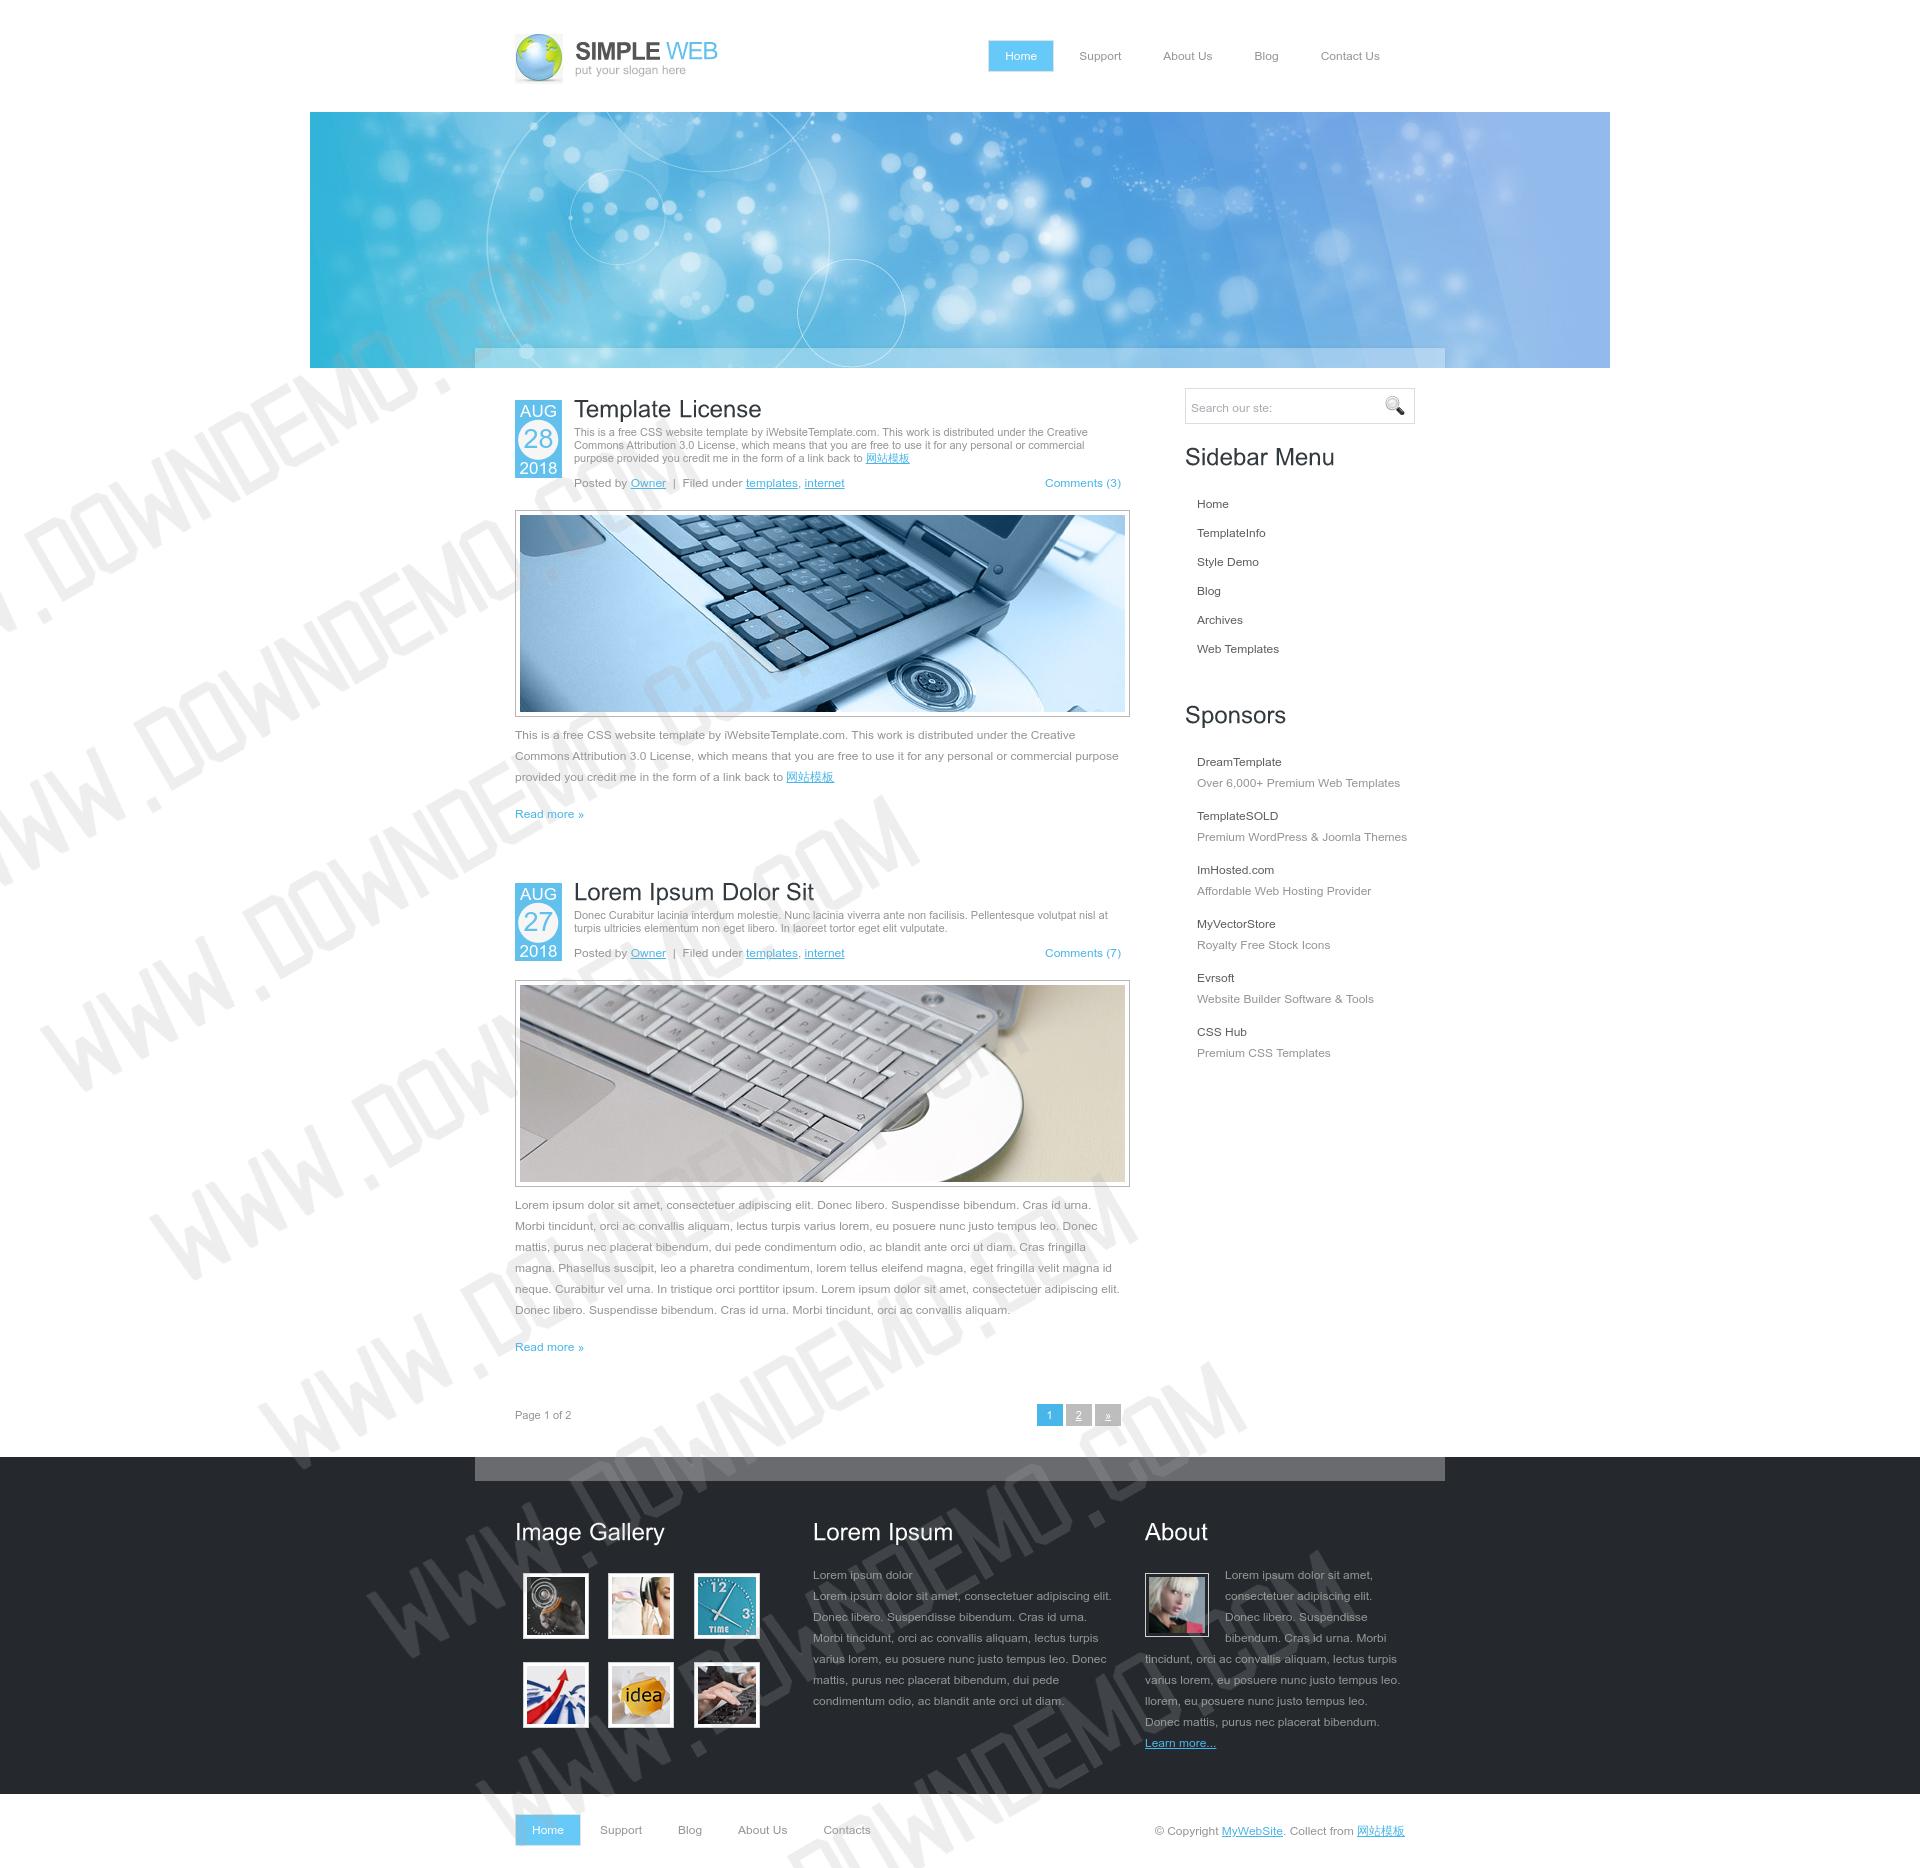 SIMPLE WEB
put your slogan here
Home
Support
About Us
Blog
Contact Us
AUG
28
2018
Template License
This is a free CSS website template by iWebsiteTemplate.com. This work is distributed under the Creative
Commons Attribution 3.0 License, which means that you are free to use it for any personal or commercial
purpose provided you credit me in the form of a link back to 网站模板
Posted by Owner | Filed under templates, internet
Comments (3)
This is a free CSS website template by iWebsiteTemplate.com. This work is distributed under the Creative
Commons Attribution 3.0 License, which means that you are free to use it for any personal or commercial purpose
provided you credit me in the form of a link back to 网站模板
Read more »
AUG
27
2018
Lorem Ipsum Dolor Sit
Donec Curabitur lacinia interdum molestie. Nunc lacinia viverra ante non facilisis. Pellentesque volutpat nisl at
turpis ultricies elementum non eget libero. In laoreet tortor eget elit vulputate.
Posted by Owner | Filed under templates, internet
Comments (7)
Lorem ipsum dolor sit amet, consectetuer adipiscing elit. Donec libero. Suspendisse bibendum. Cras id urna.
Morbi tincidunt, orci ac convallis aliquam, lectus turpis varius lorem, eu posuere nunc justo tempus leo. Donec
mattis, purus nec placerat bibendum, dui pede condimentum odio, ac blandit ante orci ut diam. Cras fringilla
magna. Phasellus suscipit, leo a pharetra condimentum, lorem tellus eleifend magna, eget fringilla velit magna id
neque. Curabitur vel urna. In tristique orci porttitor ipsum. Lorem ipsum dolor sit amet, consectetuer adipiscing elit.
Donec libero. Suspendisse bibendum. Cras id urna. Morbi tincidunt, orci ac convallis aliquam.
Read more »
Page 1 of 2
1
2
»
Search our ste:
Sidebar Menu
Home
TemplateInfo
Style Demo
Blog
Archives
Web Templates
Sponsors
DreamTemplate
Over 6,000+ Premium Web Templates
TemplateSOLD
Premium WordPress & Joomla Themes
ImHosted.com
Affordable Web Hosting Provider
MyVectorStore
Royalty Free Stock Icons
Evrsoft
Website Builder Software & Tools
CSS Hub
Premium CSS Templates
Image Gallery
12
3
TIME
idea
Lorem Ipsum
Lorem ipsum dolor
Lorem ipsum dolor sit amet, consectetuer adipiscing elit.
Donec libero. Suspendisse bibendum. Cras id urna.
Morbi tincidunt, orci ac convallis aliquam, lectus turpis
varius lorem, eu posuere nunc justo tempus leo. Donec
mattis, purus nec placerat bibendum, dui pede
condimentum odio, ac blandit ante orci ut diam.
About
Lorem ipsum dolor sit amet,
consectetuer adipiscing elit.
Donec libero. Suspendisse
bibendum. Cras id urna. Morbi
tincidunt, orci ac convallis aliquam, lectus turpis
varius lorem, eu posuere nunc justo tempus leo.
llorem, eu posuere nunc justo tempus leo.
Donec mattis, purus nec placerat bibendum.
Learn more...
Home
Support
Blog
About Us
Contacts
© Copyright MyWebSite. Collect from 网站模板
WWW.DOWNDEMO.COM
WWW.DOWNDEMO.COM
WWW.DOWNDEMO.COM
WWW.DOWNDEMO.COM
WWW.DOWNDEMO.COM
WWW.DOWNDEMO.COM
WWW.DOWNDEMO.COM